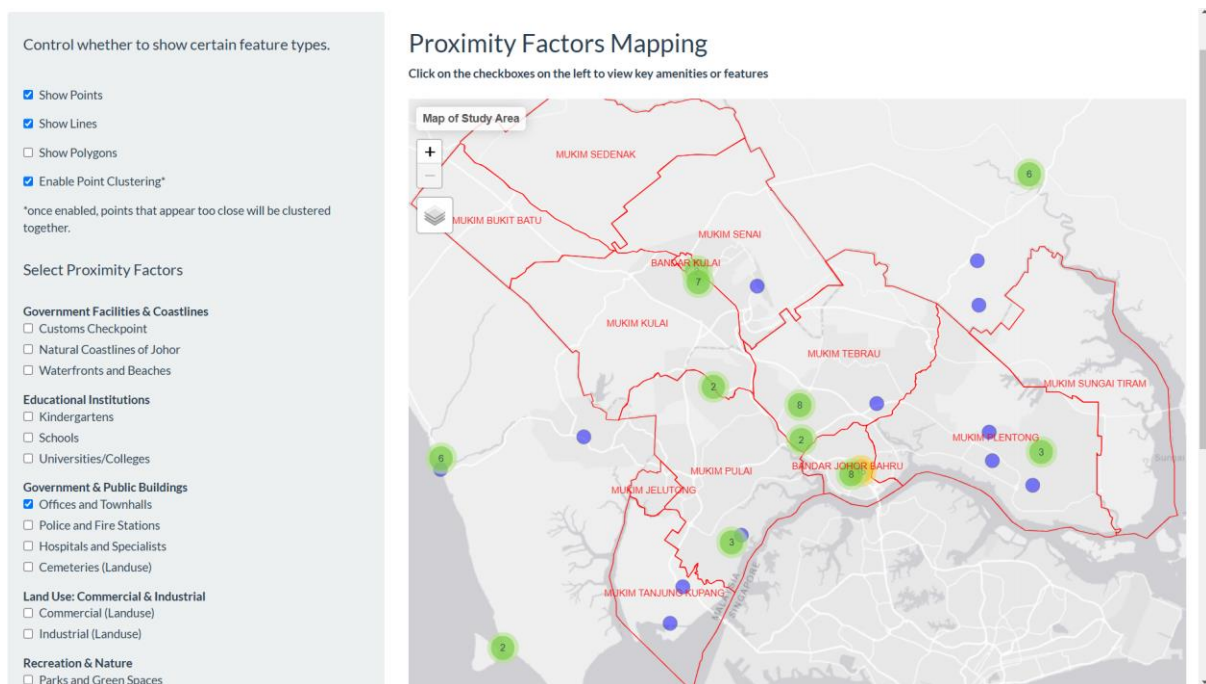 Control whether to show certain feature types.
Show Points
Show Lines
Show Polygons
Enable Point Clustering*
*once enabled, points that appear too close will be clustered
together.
Select Proximity Factors
Government Facilities & Coastlines
Customs Checkpoint
Natural Coastlines of Johor
Waterfronts and Beaches
Educational Institutions
Kindergartens
Schools
Universities/Colleges
Government & Public Buildings
Offices and Townhalls
Police and Fire Stations
Hospitals and Specialists
Cemeteries (Landuse)
Land Use: Commercial & Industrial
Commercial (Landuse)
Industrial (Landuse)
Recreation & Nature
Parks and Green Spaces
Proximity Factors Mapping
Click on the checkboxes on the left to view key amenities or features
Map of Study Area
+
−
MUKIM SEDENAK
6
MUKIM BUKIT BATU
MUKIM SENAI
BANDAR KULAI
7
MUKIM KULAI
MUKIM TEBRAU
2
MUKIM SUNGAI TIRAM
8
2
MUKIM PLENTONG
3
6
MUKIM PULAI
BANDAR JOHOR BAHRU
8
MUKIM JELUTONG
3
MALAYSIA
SINGAPORE
MUKIM TANJUNG KUPANG
2